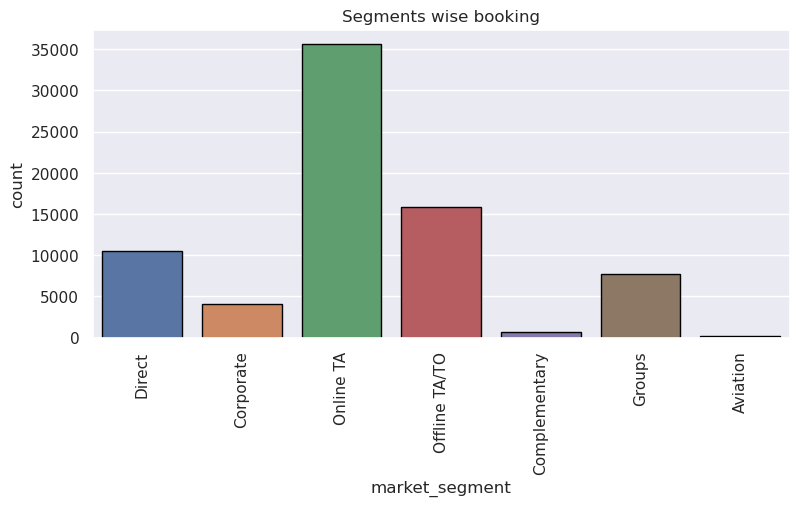 Segments wise booking
35000
30000
25000
20000
15000
10000
5000
0
count
Direct
Corporate
Online TA
Offline TA/TO
Complementary
Groups
Aviation
market_segment